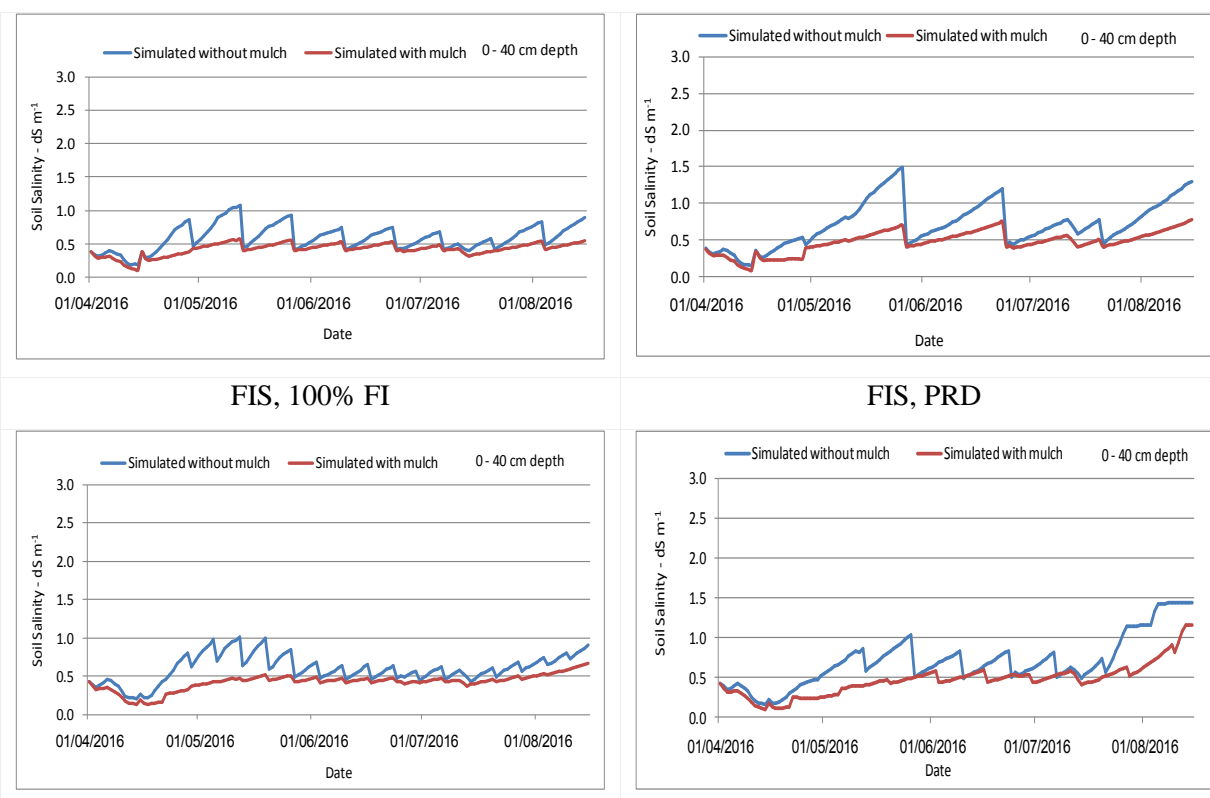 Simulated without mulch Simulated with mulch 0 - 40 cm depth
3.0
2.5
2.0
1.5
1.0
0.5
0.0
Soil Salinity - dS m⁻¹
01/04/2016 01/05/2016 01/06/2016 01/07/2016 01/08/2016
Date
Simulated without mulch Simulated with mulch 0 - 40 cm depth
3.0
2.5
2.0
1.5
1.0
0.5
0.0
Soil Salinity - dS m⁻¹
01/04/2016 01/05/2016 01/06/2016 01/07/2016 01/08/2016
Date
FIS, 100% FI
FIS, PRD
Simulated without mulch Simulated with mulch 0 - 40 cm depth
3.0
2.5
2.0
1.5
1.0
0.5
0.0
Soil Salinity - dS m⁻¹
01/04/2016 01/05/2016 01/06/2016 01/07/2016 01/08/2016
Date
Simulated without mulch Simulated with mulch 0 - 40 cm depth
3.0
2.5
2.0
1.5
1.0
0.5
0.0
Soil Salinity - dS m⁻¹
01/04/2016 01/05/2016 01/06/2016 01/07/2016 01/08/2016
Date